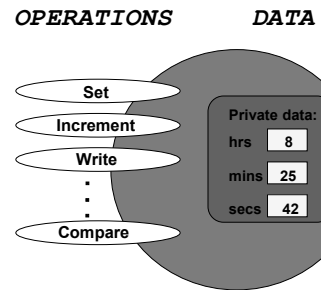 OPERATIONS DATA
Set
Increment
Write
.
.
.
Compare
Private data:
hrs 8
mins 25
secs 42